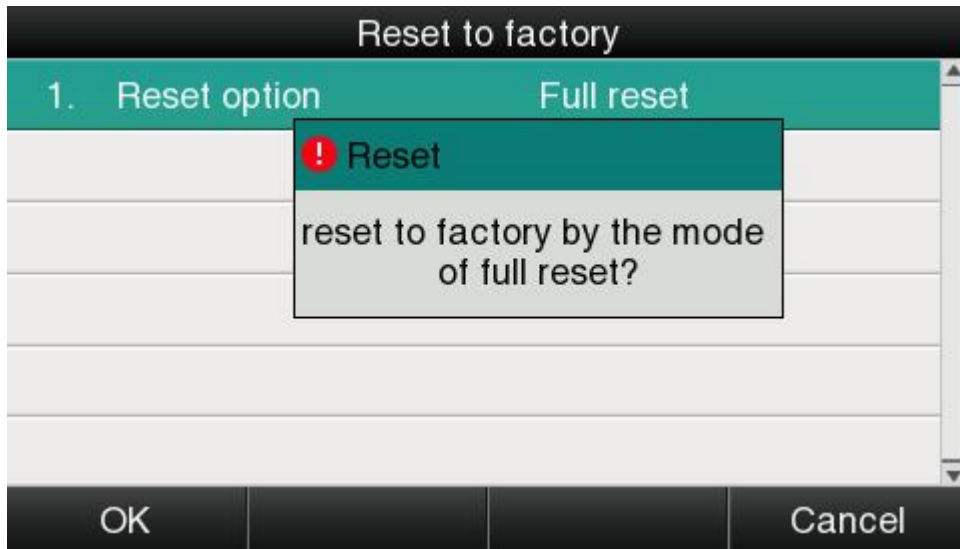 Reset to factory
1. Reset option Full reset
! Reset
reset to factory by the mode
of full reset?
OK Cancel